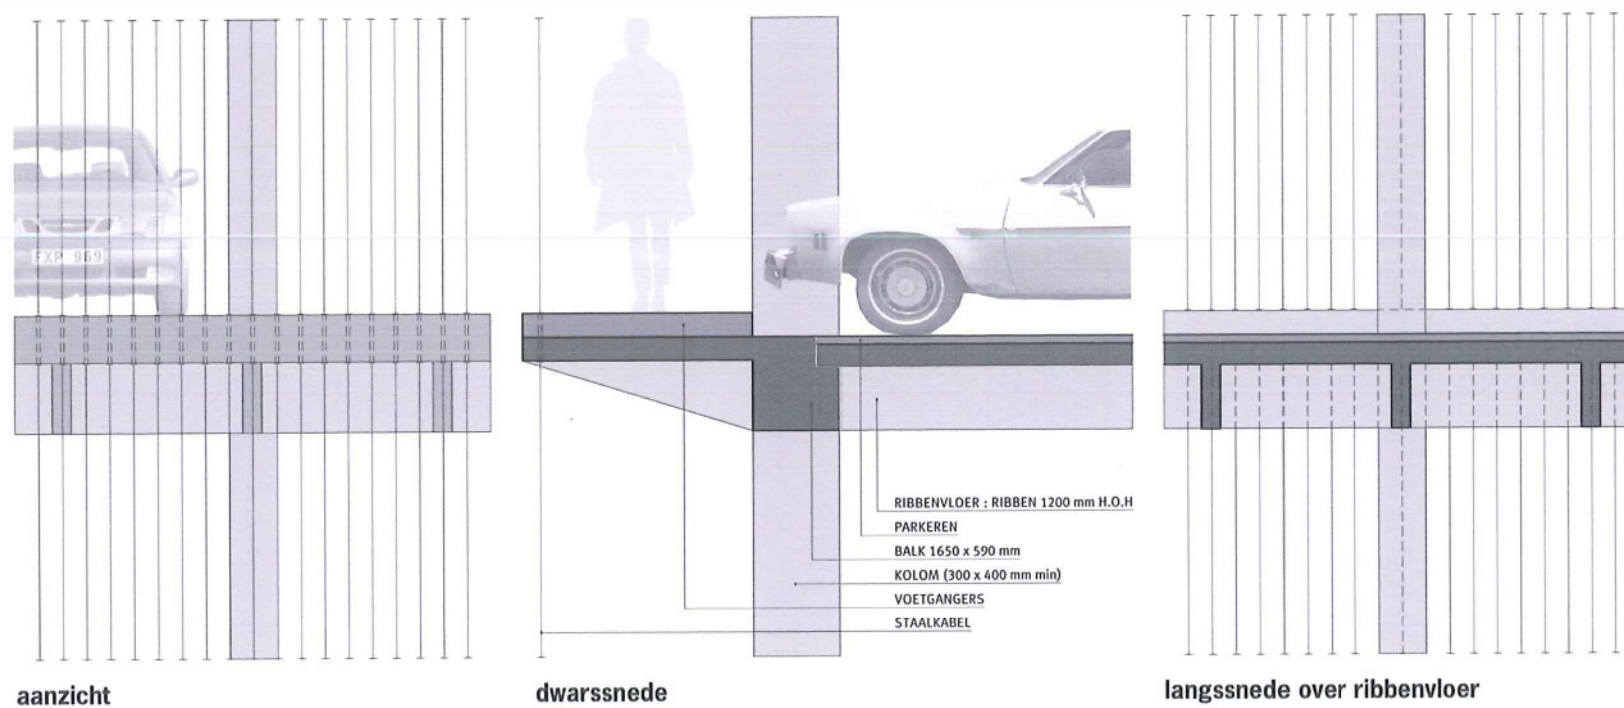 FXP 969
RIBBENVLOER : RIBBEN 1200 mm H.O.H
PARKEREN
BALK 1650 x 590 mm
KOLOM (300 x 400 mm min)
VOETGANGERS
STAALKABEL
aanzicht
dwarssnede
langssnede over ribbenvloer